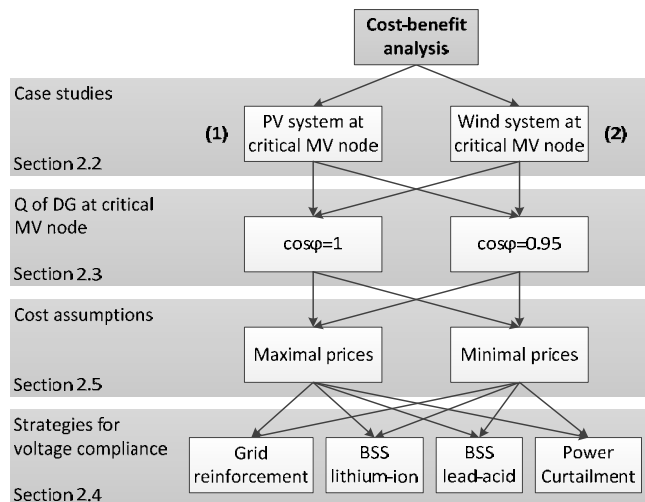 Cost-benefit
analysis
Case studies
(1)
PV system at
critical MV node
Wind system at
critical MV node
(2)
Section 2.2
Q of DG at critical
MV node
cosφ=1
cosφ=0.95
Section 2.3
Cost assumptions
Maximal prices
Minimal prices
Section 2.5
Strategies for
voltage compliance
Grid
reinforcement
BSS
lithium-ion
BSS
lead-acid
Power
Curtailment
Section 2.4